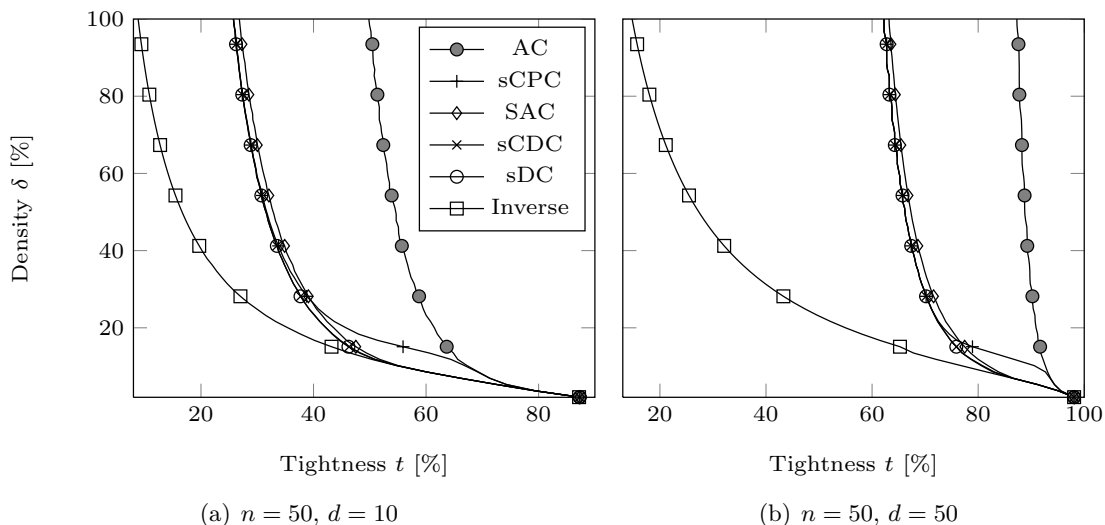 100
80
60
40
20
Density δ [%]
AC
sCPC
SAC
sCDC
sDC
Inverse
20 40 60 80
20 40 60 80 100
Tightness t [%]
Tightness t [%]
(a) n = 50, d = 10
(b) n = 50, d = 50